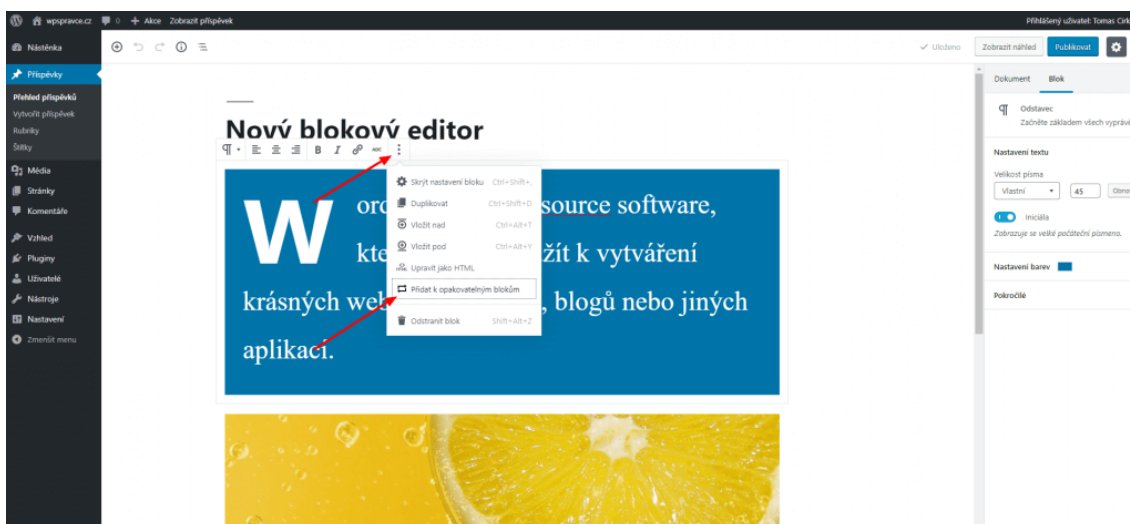 wpspravce.cz 0 + Akce Zobrazit příspěvek Přihlášený uživatel: Tomas Cirk
Nástěnka
Příspěvky
Přehled příspěvků
Vytvořit příspěvek
Rubriky
Štítky
Média
Stránky
Komentáře
Vzhled
Pluginy
Uživatelé
Nástroje
Nastavení
Zmenšit menu
Uloženo Zobrazit náhled Publikovat
Nový blokový editor
B I ABC
Skrýt nastavení bloku Ctrl+Shift+,
Duplikovat Ctrl+Shift+D
Vložit nad Ctrl+Alt+T
Vložit pod Ctrl+Alt+Y
Upravit jako HTML
Přidat k opakovatelným blokům
Odstranit blok Shift+Alt+Z
W ord source software,
kte žít k vytváření
krásných web , blogů nebo jiných
aplikací.
Dokument Blok
Odstavec
Začněte základem všech vyprávě
Nastavení textu
Velikost písma
Vlastní 45 Obno
Iniciála
Zobrazuje se velké počáteční písmeno.
Nastavení barev
Pokročilé